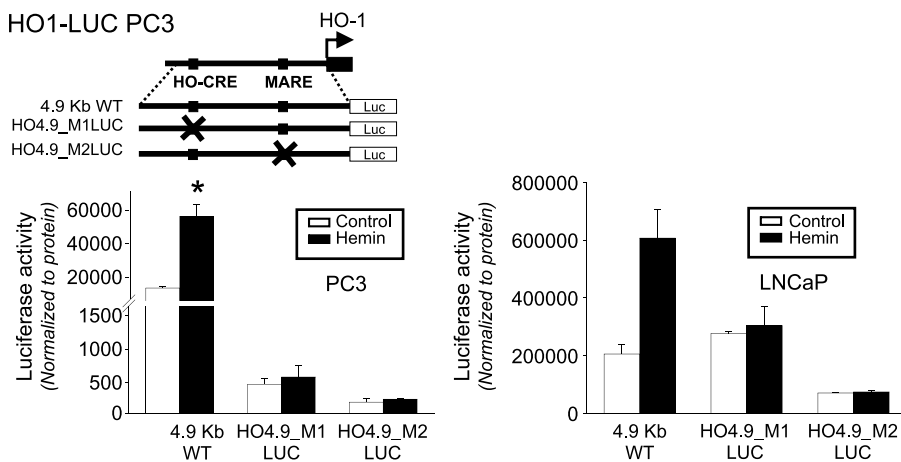 HO1-LUC PC3
HO-1
HO-CRE MARE
4.9 Kb WT
Luc
HO4.9_M1LUC
Luc
HO4.9_M2LUC
Luc
Luciferase activity
(Normalized to protein)
60000
40000
20000
1500
1000
500
0
*
Control
Hemin
PC3
4.9 Kb
WT
HO4.9_M1
LUC
HO4.9_M2
LUC
Luciferase activity
(Normalized to protein)
800000
600000
400000
200000
0
Control
Hemin
LNCaP
4.9 Kb
WT
HO4.9_M1
LUC
HO4.9_M2
LUC